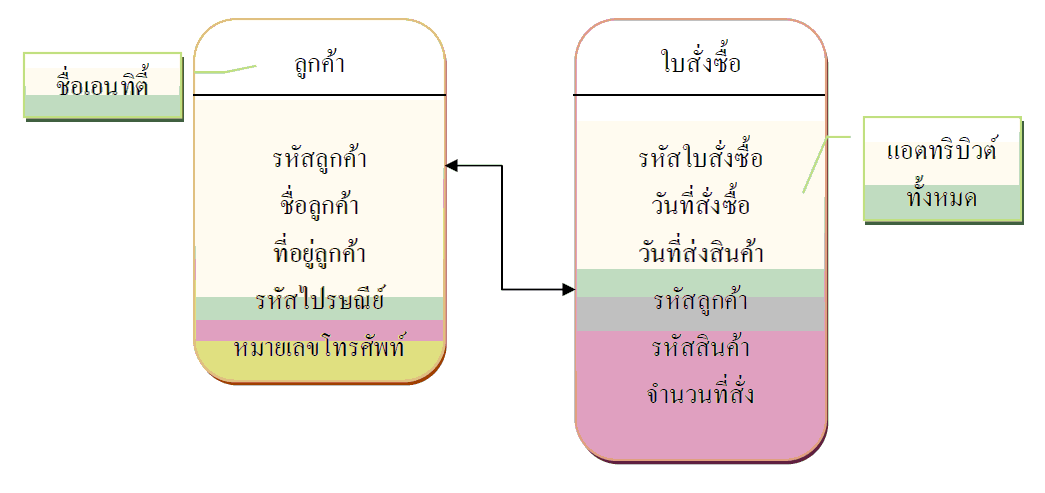 ชื่อเอนทิตี้
ลูกค้า
รหัสลูกค้า
ชื่อลูกค้า
ที่อยู่ลูกค้า
รหัสไปรษณีย์
หมายเลขโทรศัพท์
ใบสั่งซื้อ
รหัสใบสั่งซื้อ
วันที่สั่งซื้อ
วันที่ส่งสินค้า
รหัสลูกค้า
รหัสสินค้า
จำนวนที่สั่ง
แอตทริบิวต์
ทั้งหมด